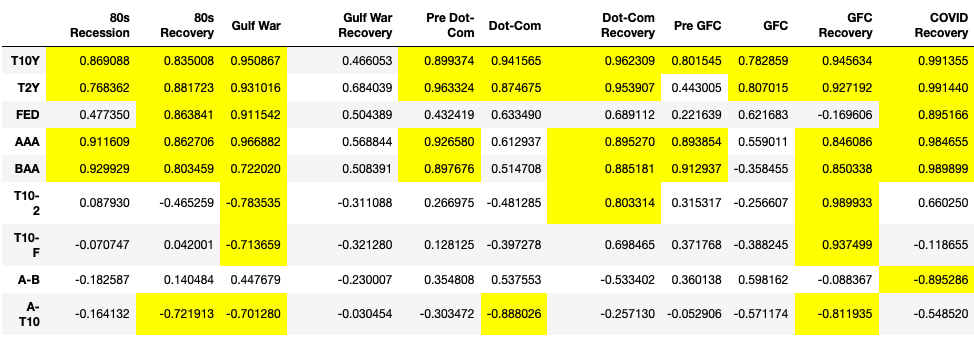 80s Recession 80s Recovery Gulf War Gulf War Recovery Pre Dot-Com Dot-Com Dot-Com Recovery Pre GFC GFC GFC Recovery COVID Recovery
T10Y 0.869088 0.835008 0.950867 0.466053 0.899374 0.941565 0.962309 0.801545 0.782859 0.945634 0.991355
T2Y 0.768362 0.881723 0.931016 0.684039 0.963324 0.874675 0.953907 0.443005 0.807015 0.927192 0.991440
FED 0.477350 0.863841 0.911542 0.504389 0.432419 0.633490 0.689112 0.221639 0.621683 -0.169606 0.895166
AAA 0.911609 0.862706 0.966882 0.568844 0.926580 0.612937 0.895270 0.893854 0.559011 0.846086 0.984655
BAA 0.929929 0.803459 0.722020 0.508391 0.897676 0.514708 0.885181 0.912937 -0.358455 0.850338 0.989899
T10-2 0.087930 -0.465259 -0.783535 -0.311088 0.266975 -0.481285 0.803314 0.315317 -0.256607 0.989933 0.660250
T10-F -0.070747 0.042001 -0.713659 -0.321280 0.128125 -0.397278 0.698465 0.371768 -0.388245 0.937499 -0.118655
A-B -0.182587 0.140484 0.447679 -0.230007 0.354808 0.537553 -0.533402 0.360138 0.598162 -0.088367 -0.895286
A-T10 -0.164132 -0.721913 -0.701280 -0.030454 -0.303472 -0.888026 -0.257130 -0.052906 -0.571174 -0.811935 -0.548520